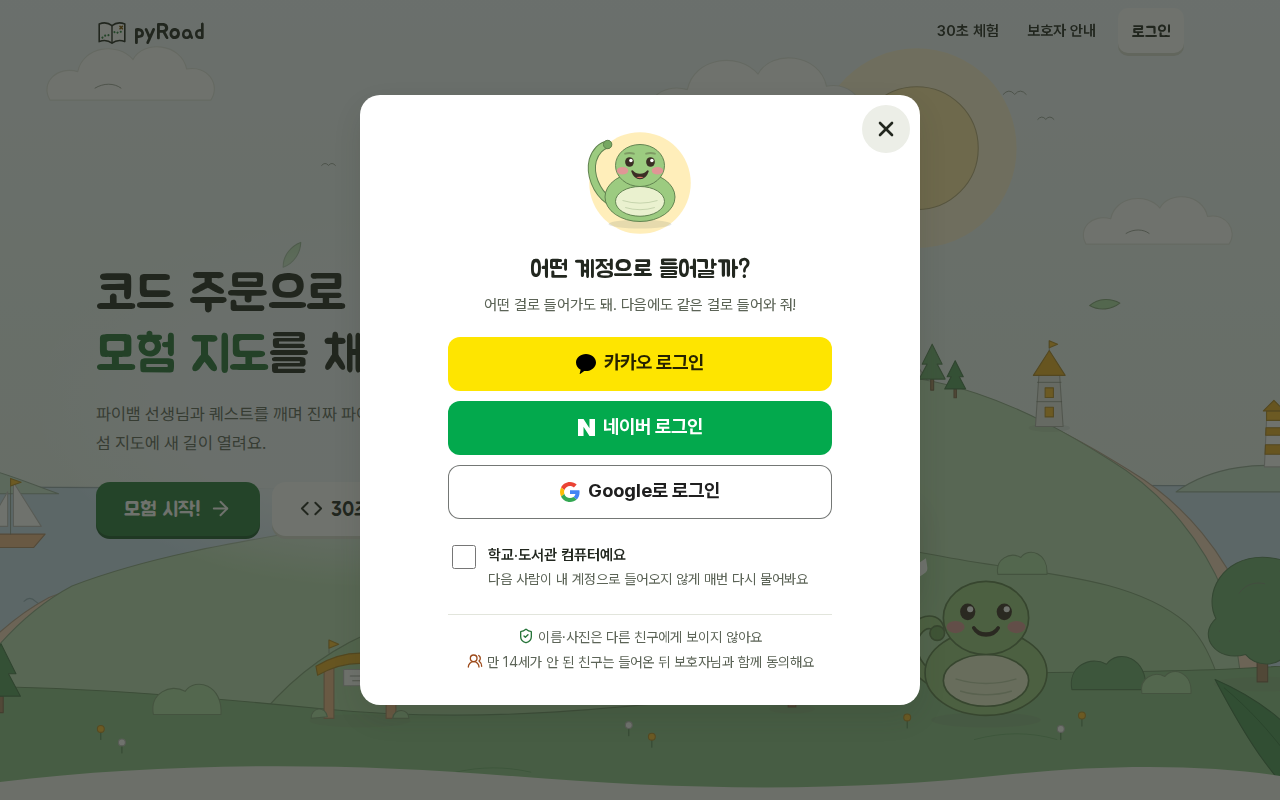 pyRoad
30초 체험
보호자 안내
로그인
코드 주문으로
모험 지도를 채
파이뱀 선생님과 퀘스트를 깨며 진짜
섬 지도에 새 길이 열려요.
모험 시작!
어떤 계정으로 들어갈까?
어떤 걸로 들어가도 돼. 다음에도 같은 걸로 들어와 줘!
카카오 로그인
네이버 로그인
Google로 로그인
학교·도서관 컴퓨터예요
다음 사람이 내 계정으로 들어오지 않게 매번 다시 물어봐요
이름·사진은 다른 친구에게 보이지 않아요
만 14세가 안 된 친구는 들어온 뒤 보호자님과 함께 동의해요